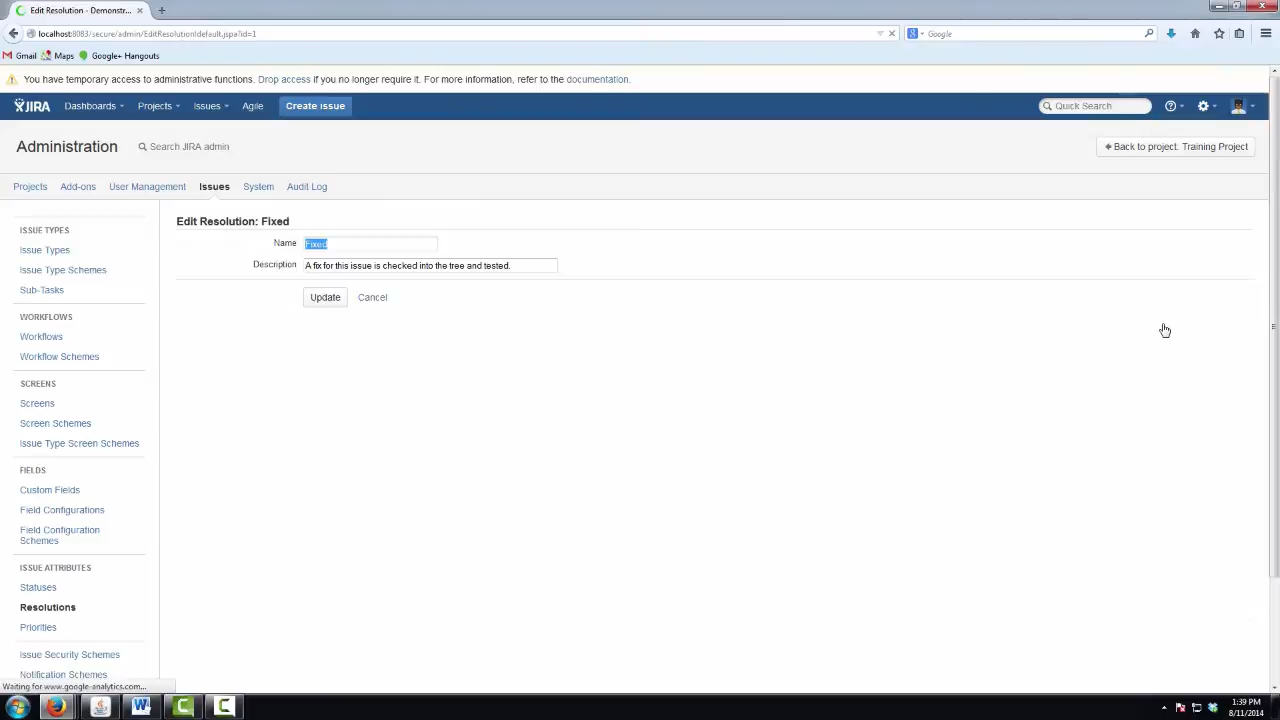 Edit Resolution - Demonstr...
localhost:8083/secure/admin/EditResolution!default.jspa?id=1
Google
Gmail Maps Google+ Hangouts
You have temporary access to administrative functions. Drop access if you no longer require it. For more information, refer to the documentation.
JIRA Dashboards Projects Issues Agile Create issue Quick Search
Administration Search JIRA admin Back to project: Training Project
Projects Add-ons User Management Issues System Audit Log
ISSUE TYPES
Issue Types
Issue Type Schemes
Sub-Tasks
WORKFLOWS
Workflows
Workflow Schemes
SCREENS
Screens
Screen Schemes
Issue Type Screen Schemes
FIELDS
Custom Fields
Field Configurations
Field Configuration
Schemes
ISSUE ATTRIBUTES
Statuses
Resolutions
Priorities
Issue Security Schemes
Notification Schemes
Edit Resolution: Fixed
Name Fixed
Description A fix for this issue is checked into the tree and tested.
Update Cancel
Waiting for www.google-analytics.com...
1:39 PM
8/11/2014